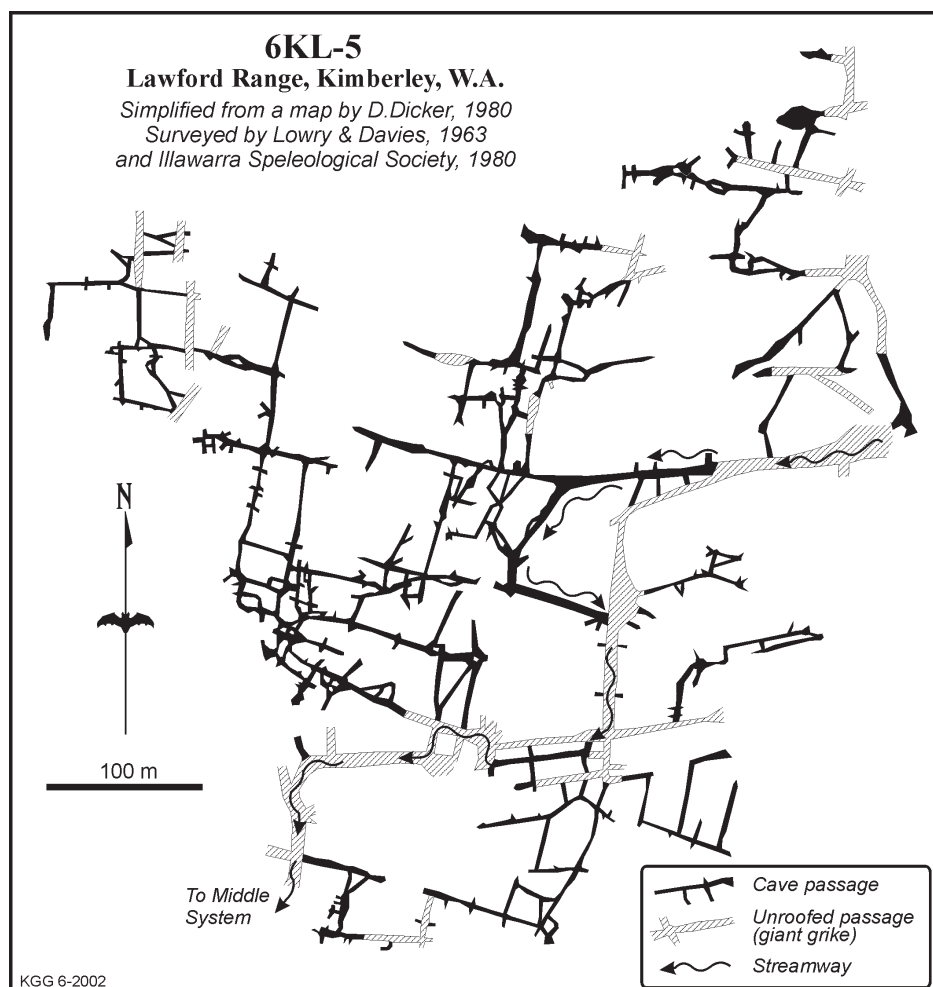 6KL-5
Lawford Range, Kimberley, W.A.
Simplified from a map by D.Dicker, 1980
Surveyed by Lowry & Davies, 1963
and Illawarra Speleological Society, 1980
N
100 m
To Middle
System
Cave passage
Unroofed passage
(giant grike)
Streamway
KGG 6-2002